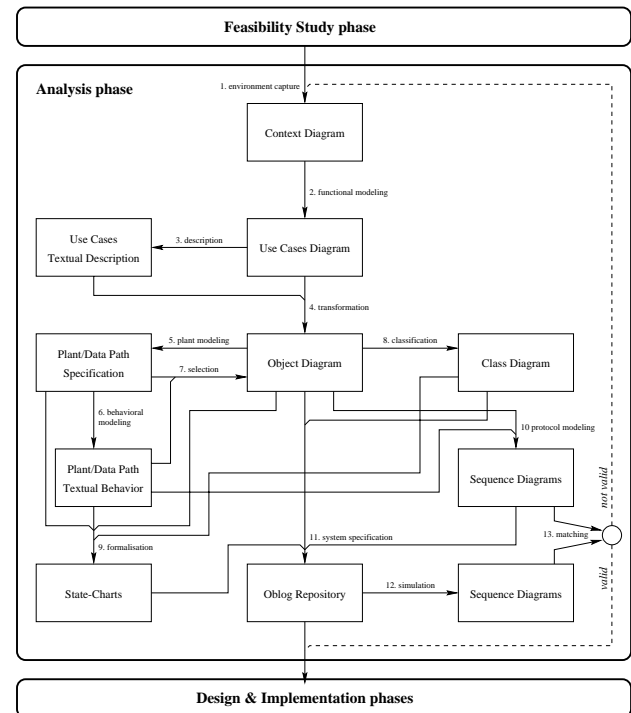 Feasibility Study phase
Analysis phase
1. environment capture
Context Diagram
2. functional modeling
Use Cases
Textual Description
3. description
Use Cases Diagram
4. transformation
Plant/Data Path
Specification
5. plant modeling
7. selection
Object Diagram
8. classification
Class Diagram
6. behavioral
modeling
10 protocol modeling
Plant/Data Path
Textual Behavior
Sequence Diagrams
not valid
9. formalisation
11. system specification
13. matching
valid
State-Charts
Oblog Repository
12. simulation
Sequence Diagrams
Design & Implementation phases